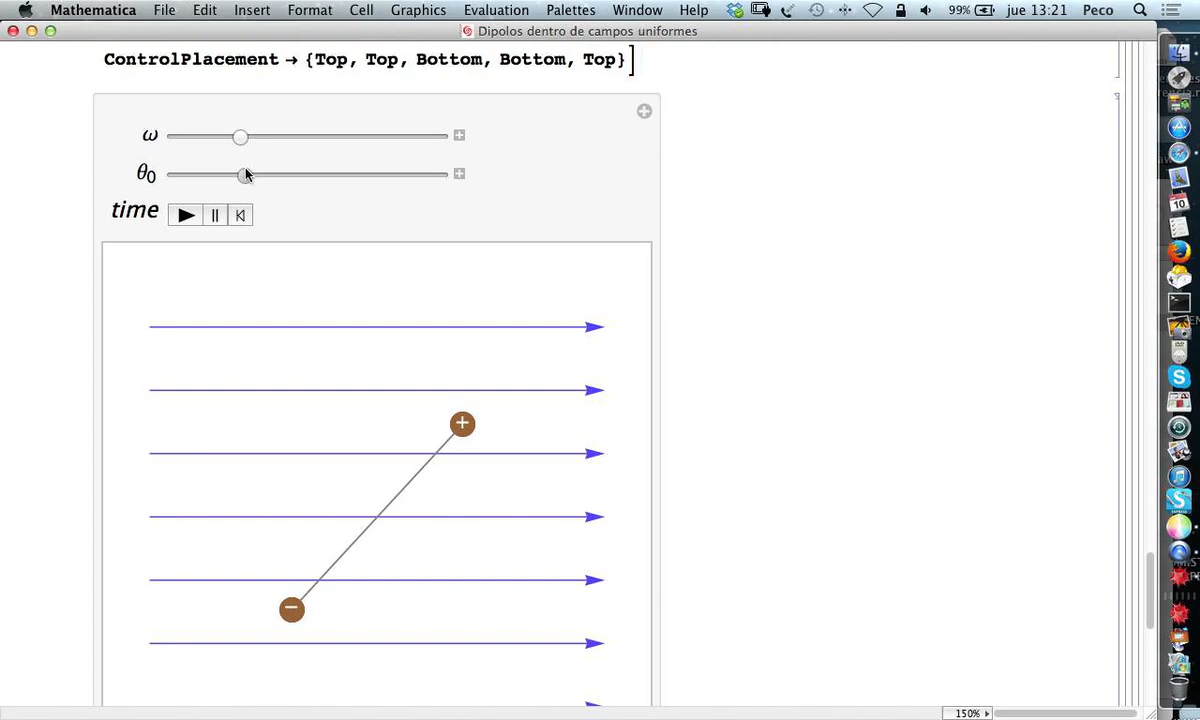 Mathematica File Edit Insert Format Cell Graphics Evaluation Palettes Window Help 99% jue 13:21 Peco
Dipolos dentro de campos uniformes
ControlPlacement → {Top, Top, Bottom, Bottom, Top}]
ω
θ0
time
+
−
10
150%